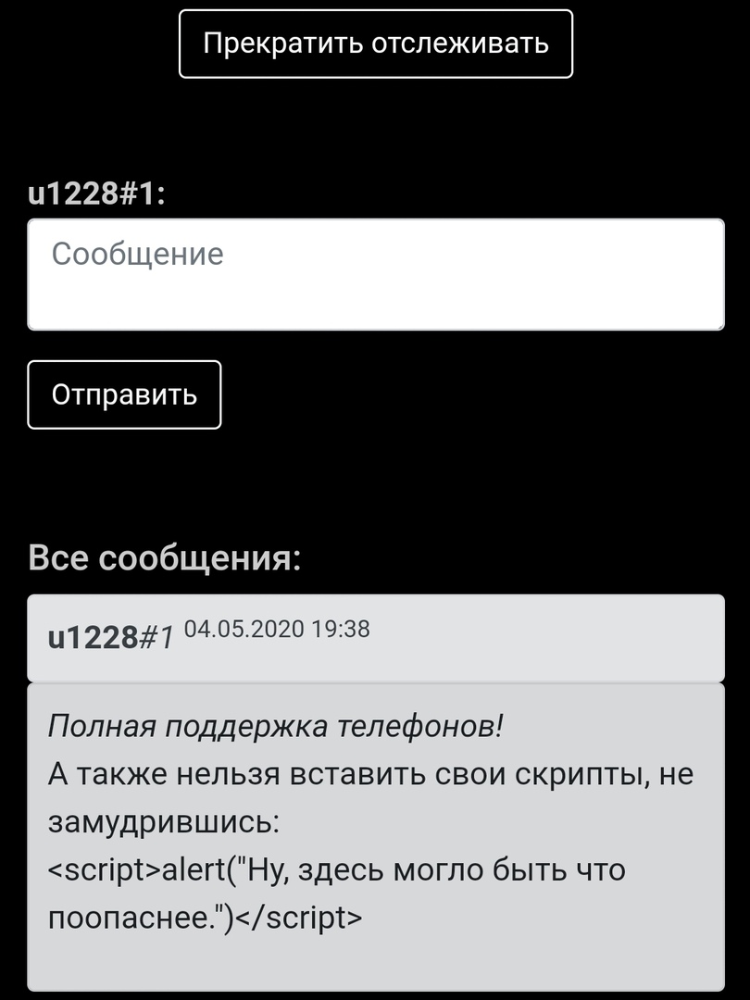 Прекратить отслеживать
u1228#1:
Сообщение
Отправить
Все сообщения:
u1228#1 04.05.2020 19:38
Полная поддержка телефонов!
А также нельзя вставить свои скрипты, не
замудрившись:
<script>alert("Ну, здесь могло быть что
поопаснее.")</script>